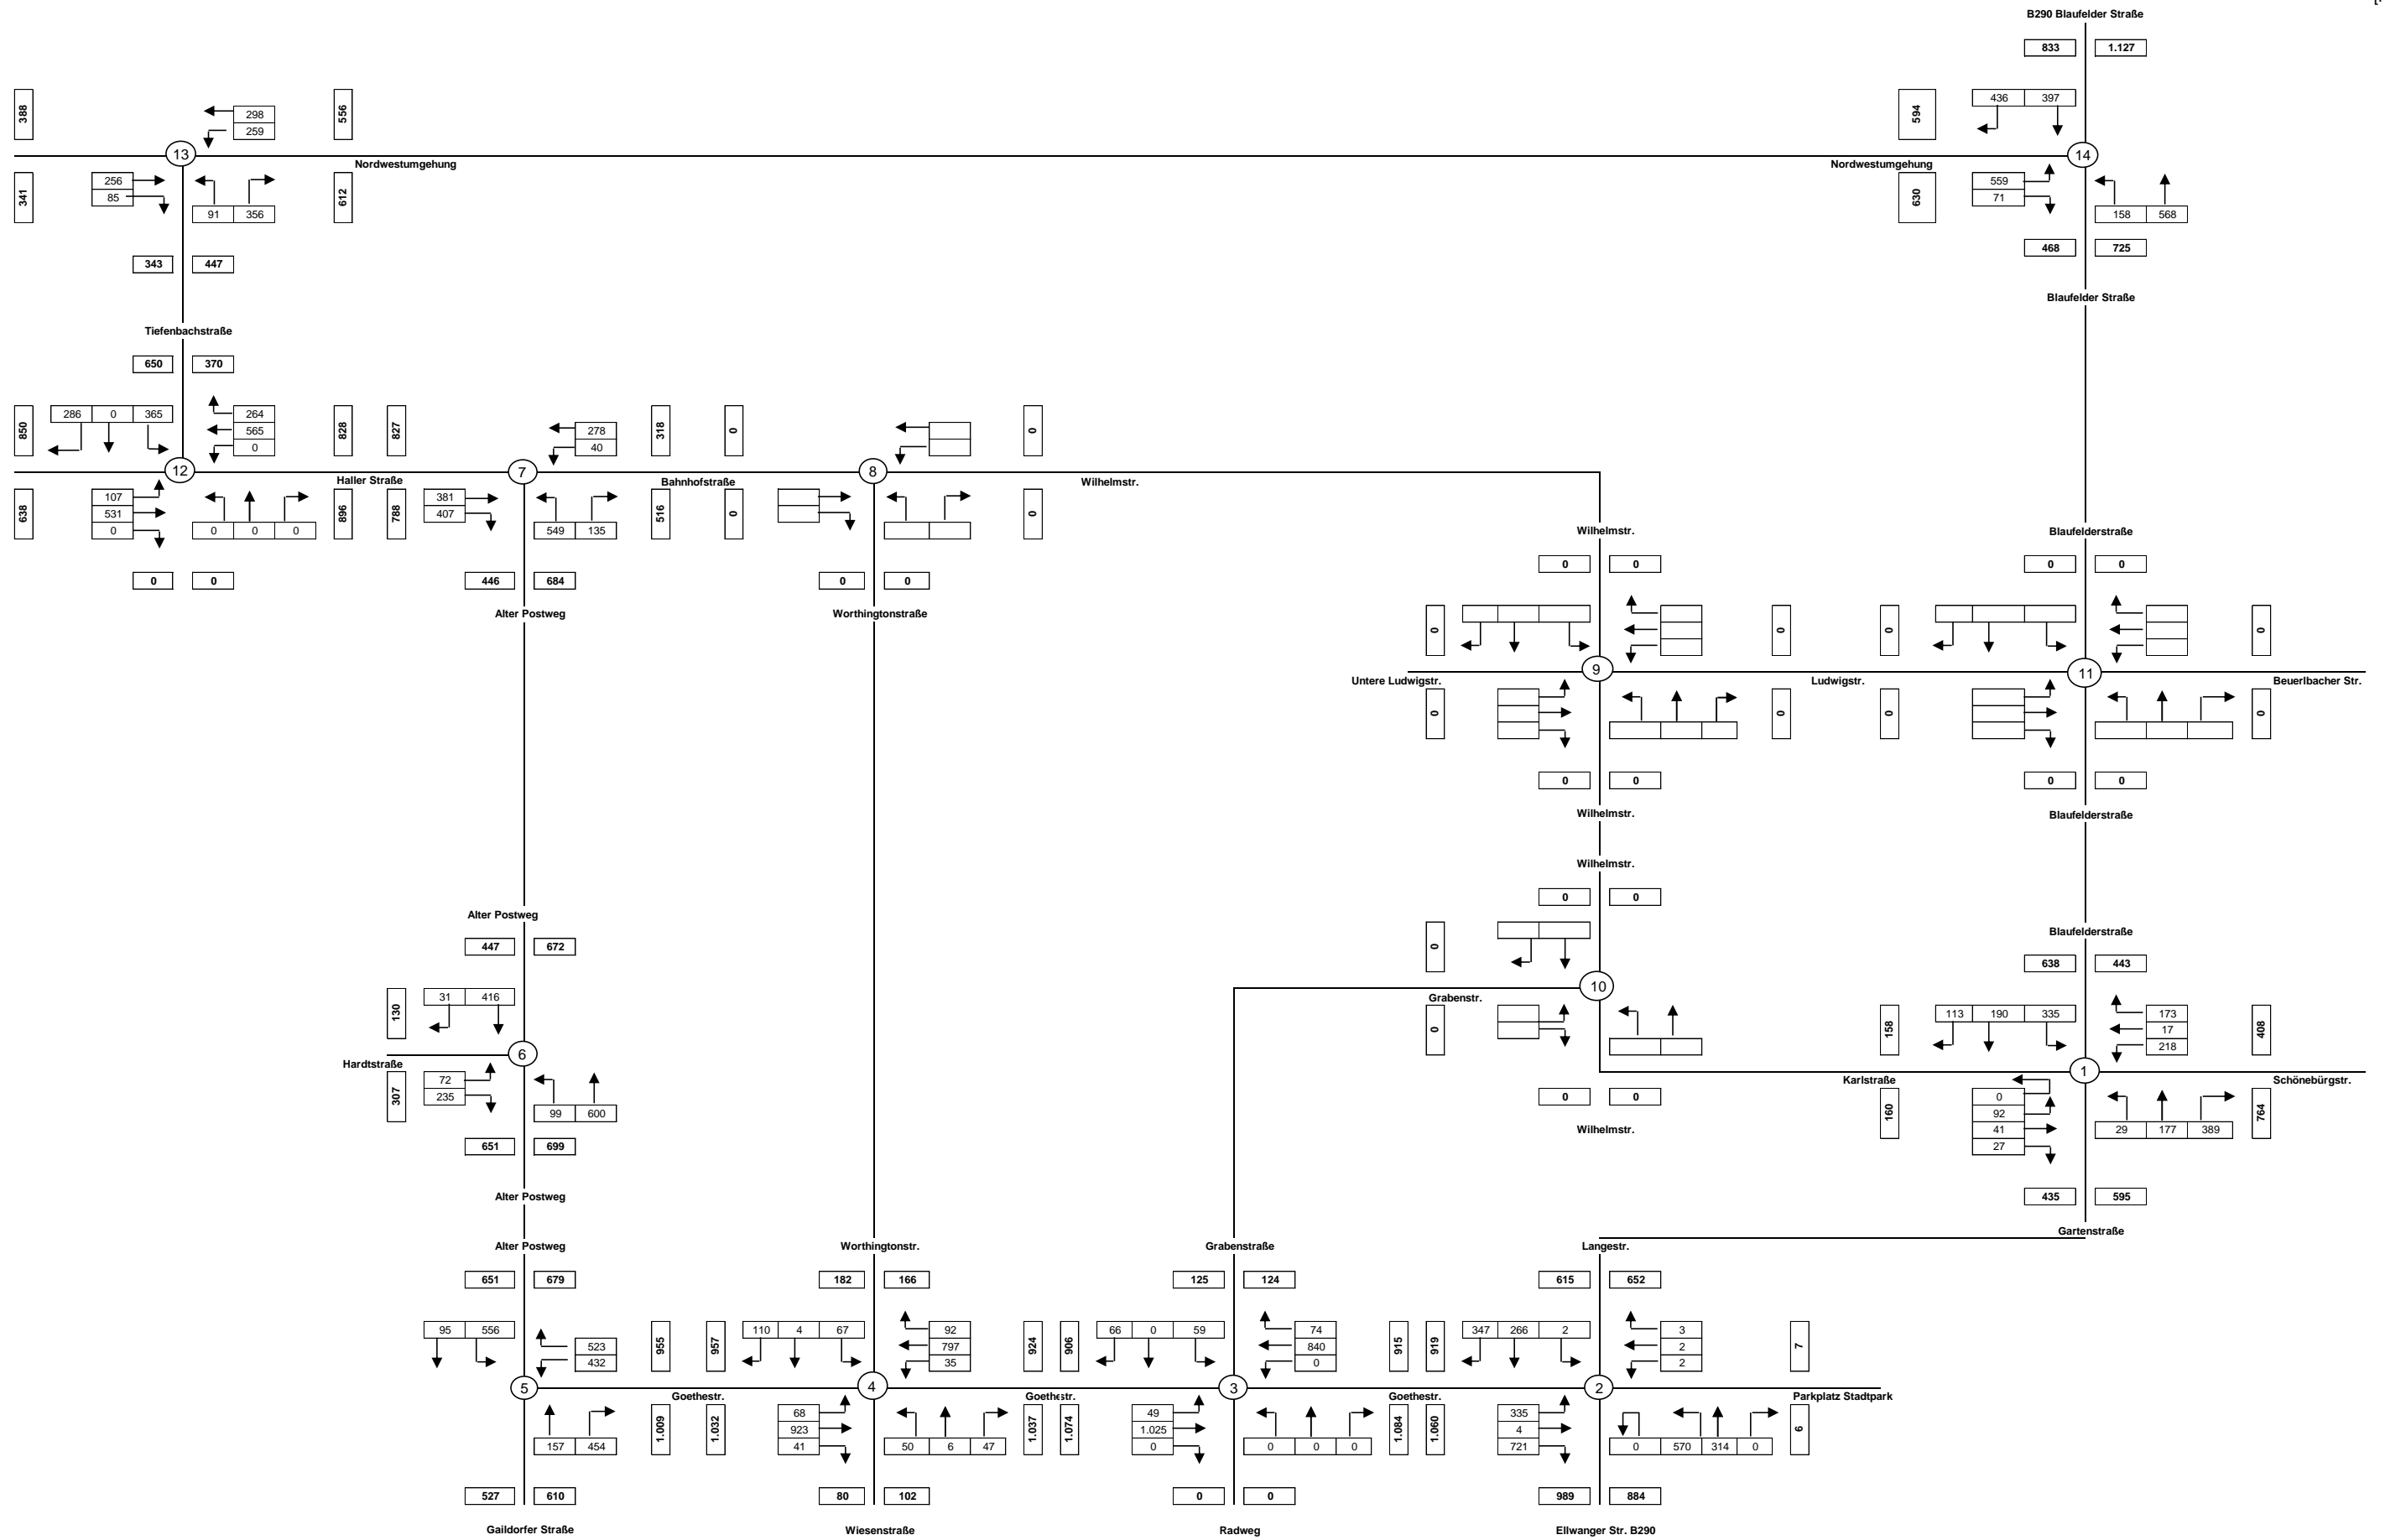 B290 Blaufelder Straße
833 1.127
388 298 259 556 594 436 397
13 14
Nordwestumgehung Nordwestumgehung
341 256 85 91 356 612 630 559 71 158 568
343 447 468 725
Blaufelder Straße
Tiefenbachstraße
650 370
850 286 0 365 264 565 0 828 827 278 40 318 0 0
12 7 8
Haller Straße Bahnhofstraße Wilhelmstr.
638 107 531 0 0 0 0 896 788 381 407 549 135 516 0 0
Wilhelmstr. Blaufelderstraße
0 0 0 0
0 0 446 684 0 0
Alter Postweg Worthingtonstraße
0 0 0 0
9 11
Untere Ludwigstr. Ludwigstr. Beuerlbacher Str.
0 0 0 0
0 0 0 0
Wilhelmstr. Blaufelderstraße
Wilhelmstr.
0 0
Alter Postweg Blaufelderstraße
447 672 0 638 443
10
Grabenstr.
0
130 31 416 158 113 190 335 173 17 218 408
6 1
Hardtstraße Karlstraße Schönebürgstr.
307 72 235 99 600 160 0 92 41 27 29 177 389 764
0 0
Wilhelmstr.
651 699
Alter Postweg 435 595
Gartenstraße
Alter Postweg Worthingtonstr. Grabenstraße Langestr.
651 679 182 166 125 124 615 652
95 556 523 432 955 957 110 4 67 92 797 35 924 906 66 0 59 74 840 0 915 919 347 266 2 3 2 2 7
5 4 3 2
Goethestr. Goethestr. Goethestr. Parkplatz Stadtpark
157 454 1.009 1.032 68 923 41 50 6 47 1.037 1.074 49 1.025 0 0 0 0 1.084 1.060 335 4 721 0 570 314 0 6
527 610 80 102 0 0 989 884
Gaildorfer Straße Wiesenstraße Radweg Ellwanger Str. B290